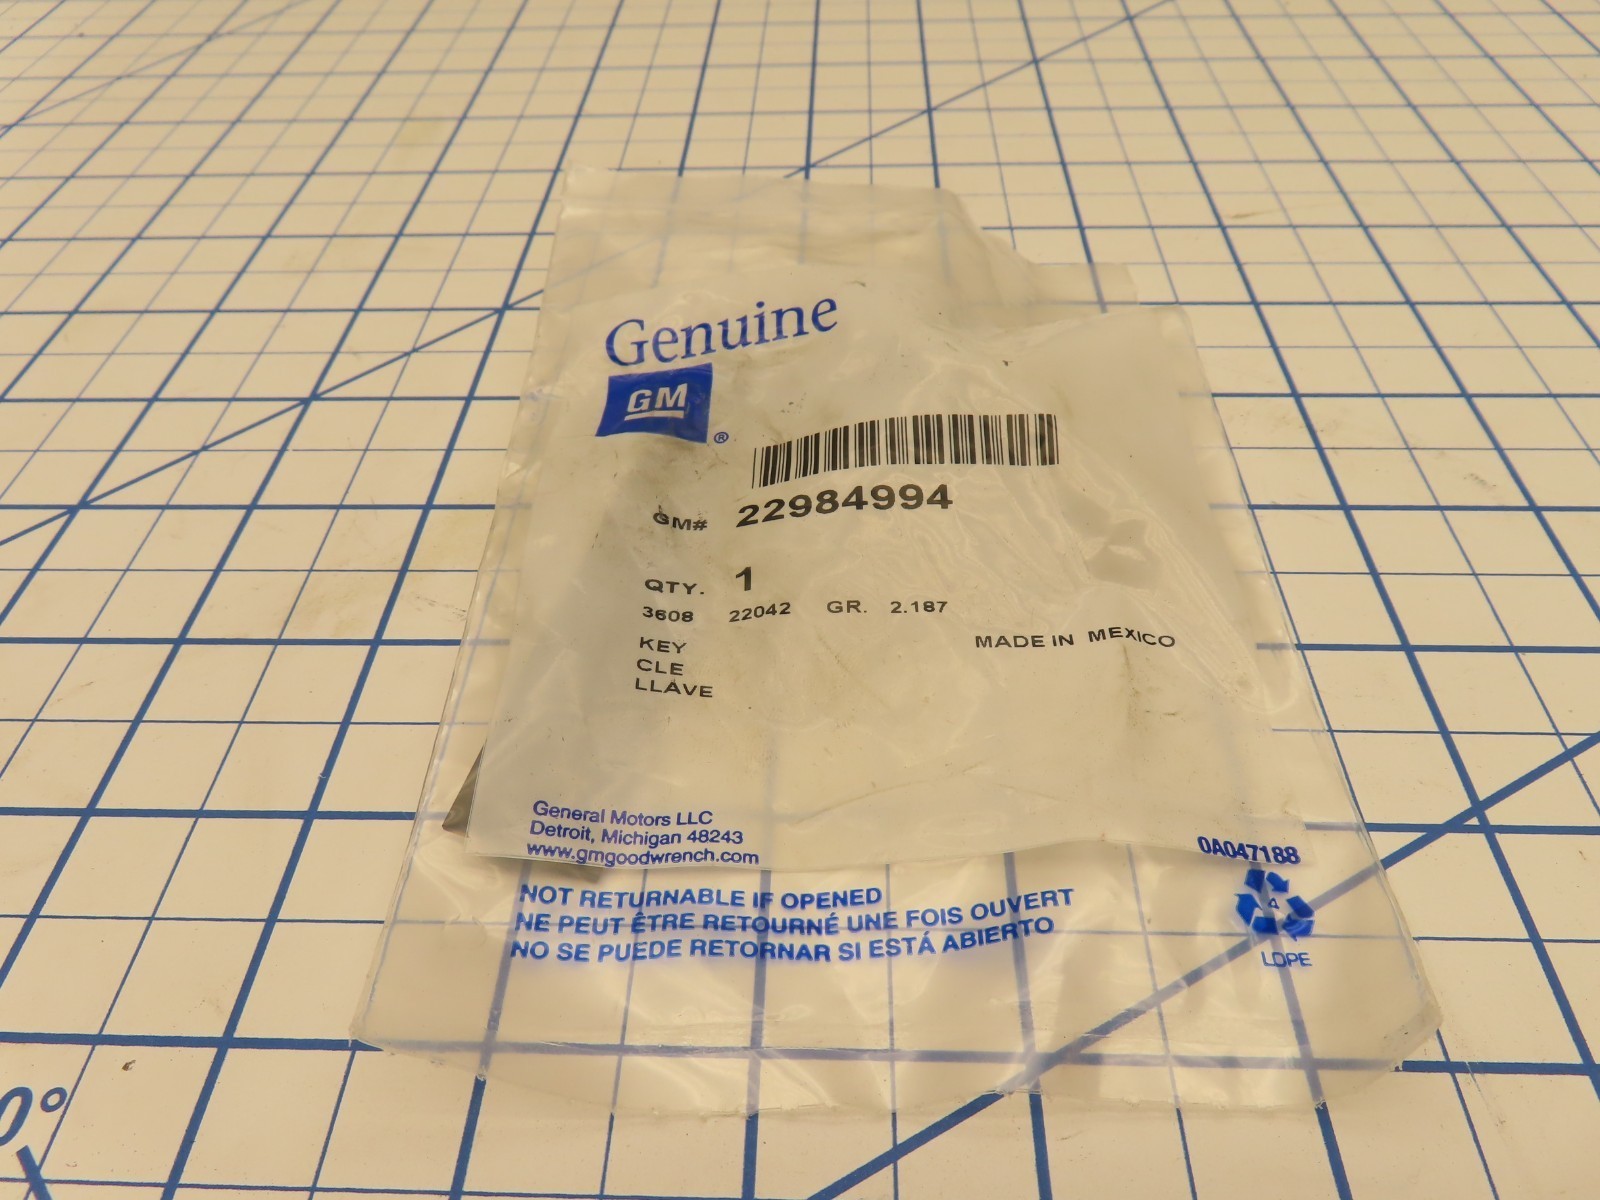 Genuine
GM
®
GM# 22984994
QTY. 1
3608 22042 GR. 2.187
KEY
CLE
LLAVE
MADE IN MEXICO
General Motors LLC
Detroit, Michigan 48243
www.gmgoodwrench.com
0A047188
4
LDPE
NOT RETURNABLE IF OPENED
NE PEUT ÊTRE RETOURNÉ UNE FOIS OUVERT
NO SE PUEDE RETORNAR SI ESTÁ ABIERTO
0°